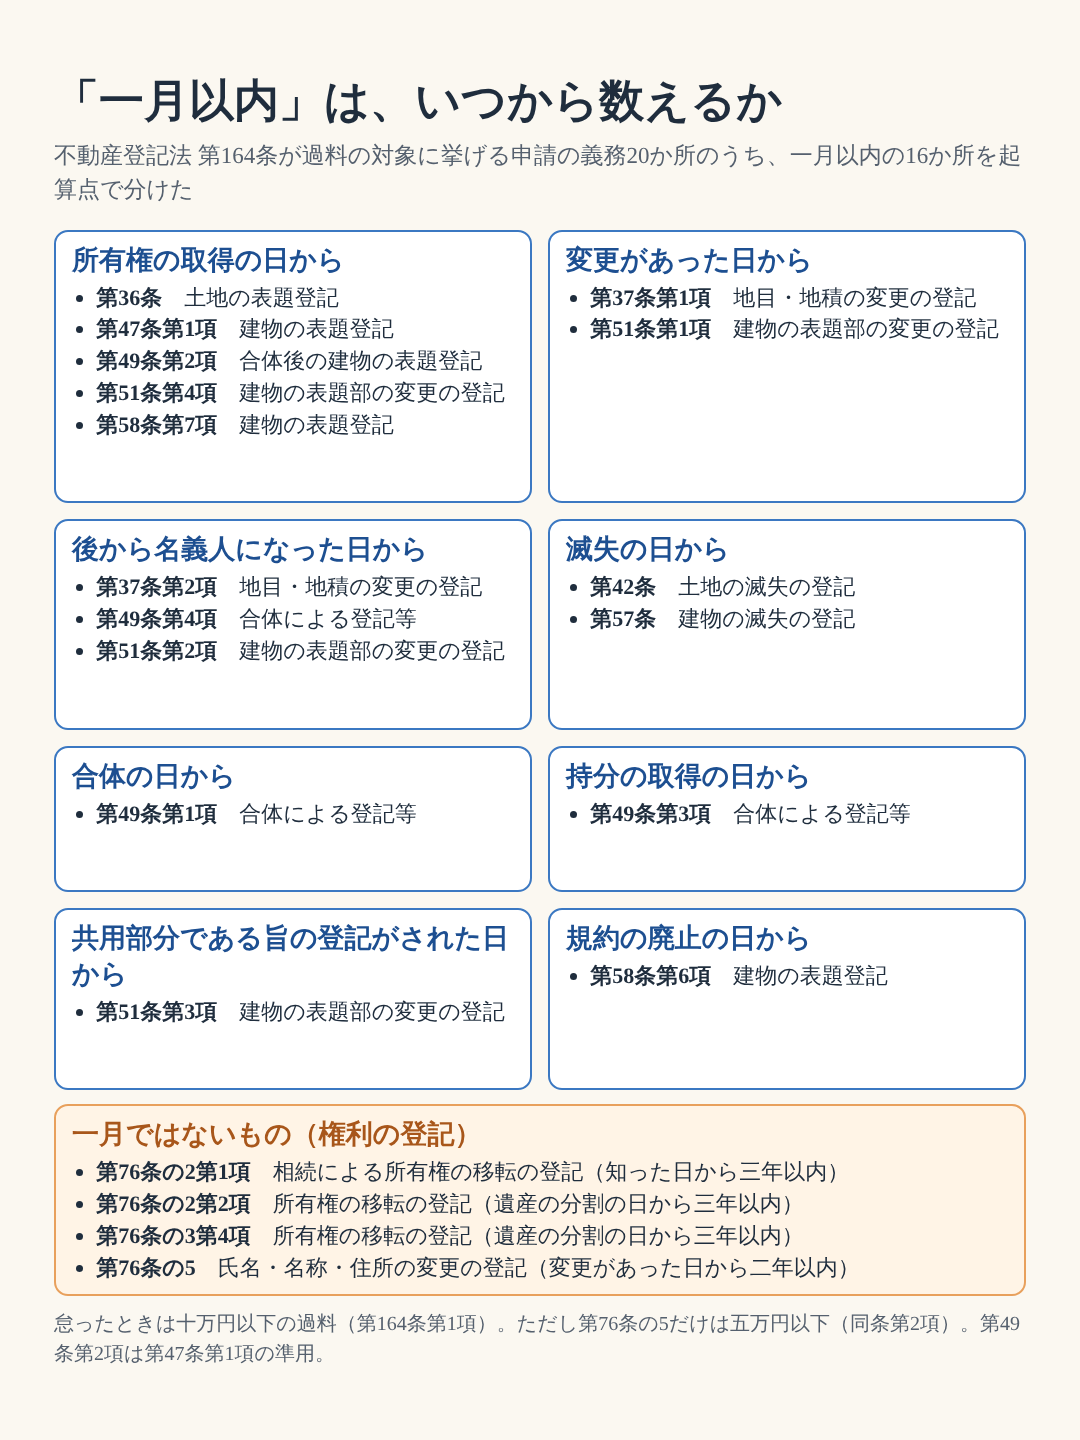 「一月以内」は、いつから数えるか
不動産登記法 第164条が過料の対象に挙げる申請の義務20か所のうち、一月以内の16か所を起
算点で分けた
所有権の取得の日から
• 第36条　土地の表題登記
• 第47条第1項　建物の表題登記
• 第49条第2項　合体後の建物の表題登記
• 第51条第4項　建物の表題部の変更の登記
• 第58条第7項　建物の表題登記
変更があった日から
• 第37条第1項　地目・地積の変更の登記
• 第51条第1項　建物の表題部の変更の登記
後から名義人になった日から
• 第37条第2項　地目・地積の変更の登記
• 第49条第4項　合体による登記等
• 第51条第2項　建物の表題部の変更の登記
滅失の日から
• 第42条　土地の滅失の登記
• 第57条　建物の滅失の登記
合体の日から
• 第49条第1項　合体による登記等
持分の取得の日から
• 第49条第3項　合体による登記等
共用部分である旨の登記がされた日
から
• 第51条第3項　建物の表題部の変更の登記
規約の廃止の日から
• 第58条第6項　建物の表題登記
一月ではないもの（権利の登記）
• 第76条の2第1項　相続による所有権の移転の登記（知った日から三年以内）
• 第76条の2第2項　所有権の移転の登記（遺産の分割の日から三年以内）
• 第76条の3第4項　所有権の移転の登記（遺産の分割の日から三年以内）
• 第76条の5　氏名・名称・住所の変更の登記（変更があった日から二年以内）
怠ったときは十万円以下の過料（第164条第1項）。ただし第76条の5だけは五万円以下（同条第2項）。第49
条第2項は第47条第1項の準用。